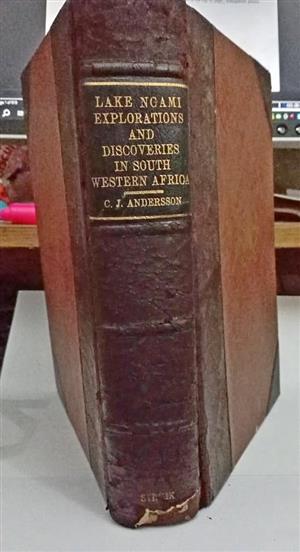 LAKE NGAMI
EXPLORATIONS
AND
DISCOVERIES
IN SOUTH
WESTERN AFRICA
C. J. ANDERSSON